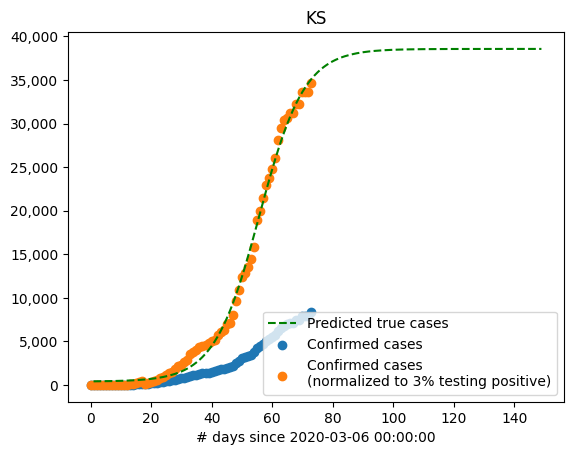 KS
40,000
35,000
30,000
25,000
20,000
15,000
10,000
5,000
0
Predicted true cases
Confirmed cases
Confirmed cases
(normalized to 3% testing positive)
0 20 40 60 80 100 120 140
# days since 2020-03-06 00:00:00